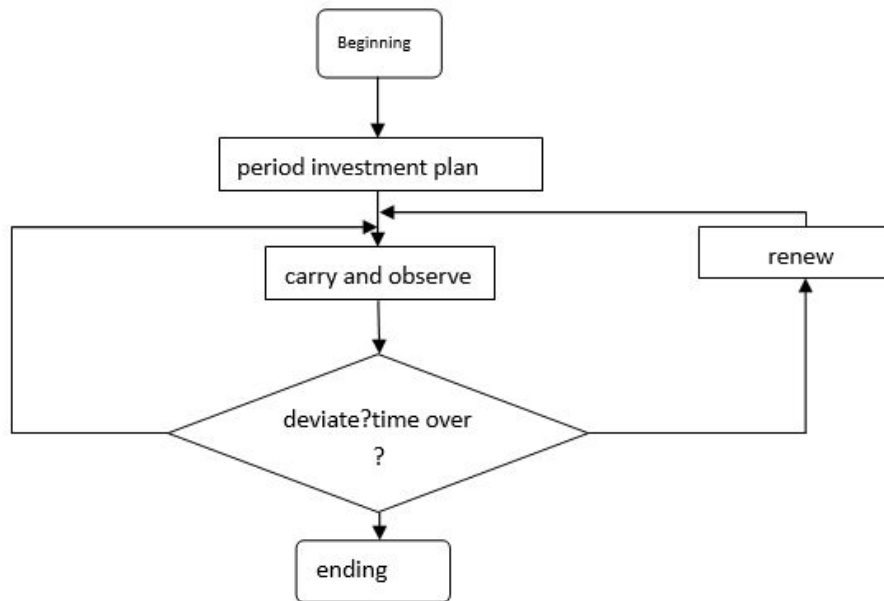 Beginning
period investment plan
renew
carry and observe
deviate?time over
?
ending